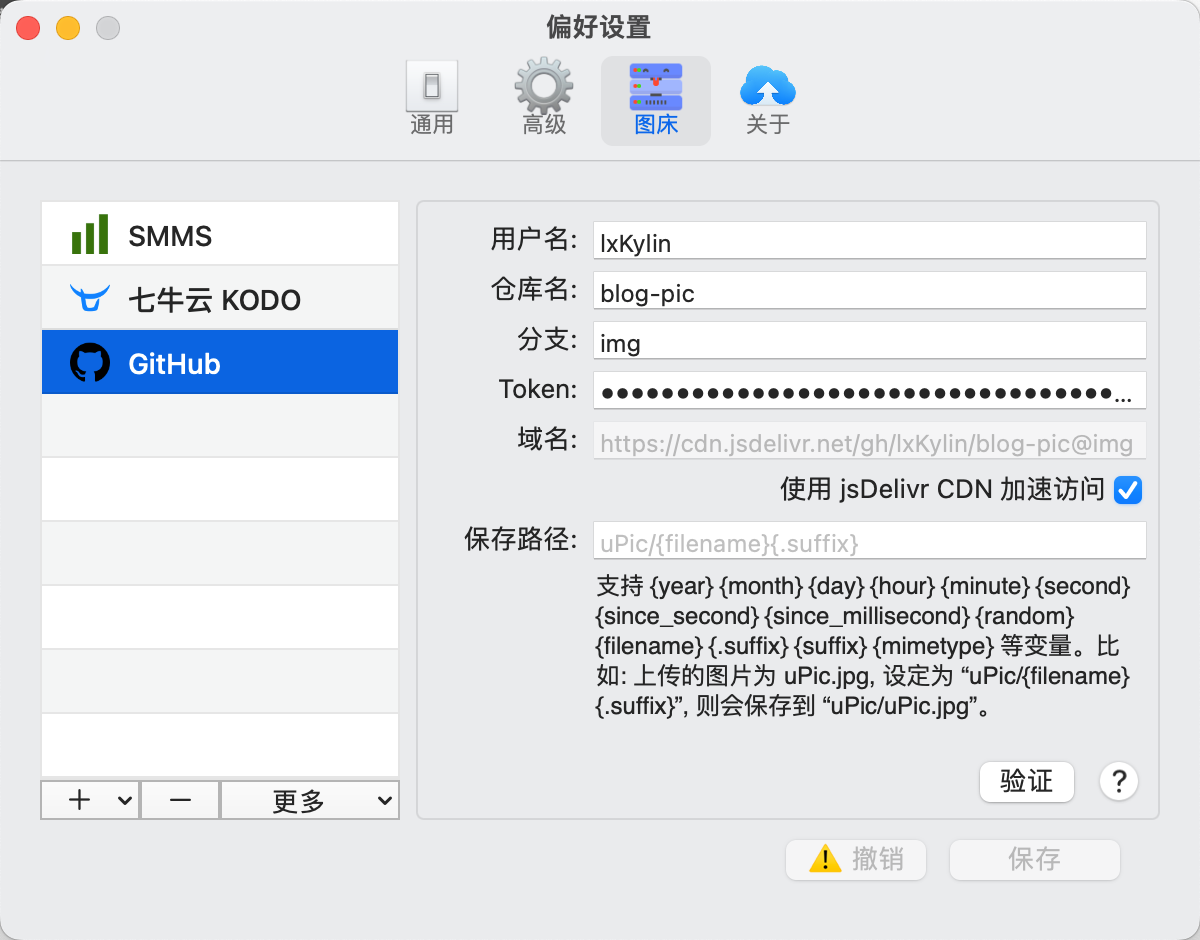 偏好设置
通用
高级
图床
关于
SMMS
七牛云 KODO
GitHub
更多
用户名:
lxKylin
仓库名:
blog-pic
分支:
img
Token:
●●●●●●●●●●●●●●●●●●●●●●●●●●●●●●●●●●...
域名:
https://cdn.jsdelivr.net/gh/lxKylin/blog-pic@img
使用 jsDelivr CDN 加速访问
保存路径:
uPic/{filename}{.suffix}
支持 {year} {month} {day} {hour} {minute} {second}
{since_second} {since_millisecond} {random}
{filename} {.suffix} {suffix} {mimetype} 等变量。比
如: 上传的图片为 uPic.jpg, 设定为 “uPic/{filename}
{.suffix}”, 则会保存到 “uPic/uPic.jpg”。
验证
?
撤销
保存